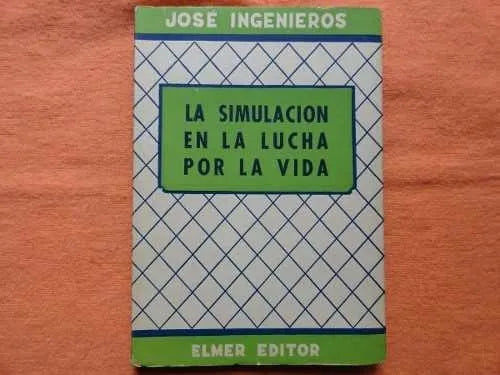 JOSÉ INGENIEROS
LA SIMULACION
EN LA LUCHA
POR LA VIDA
ELMER EDITOR